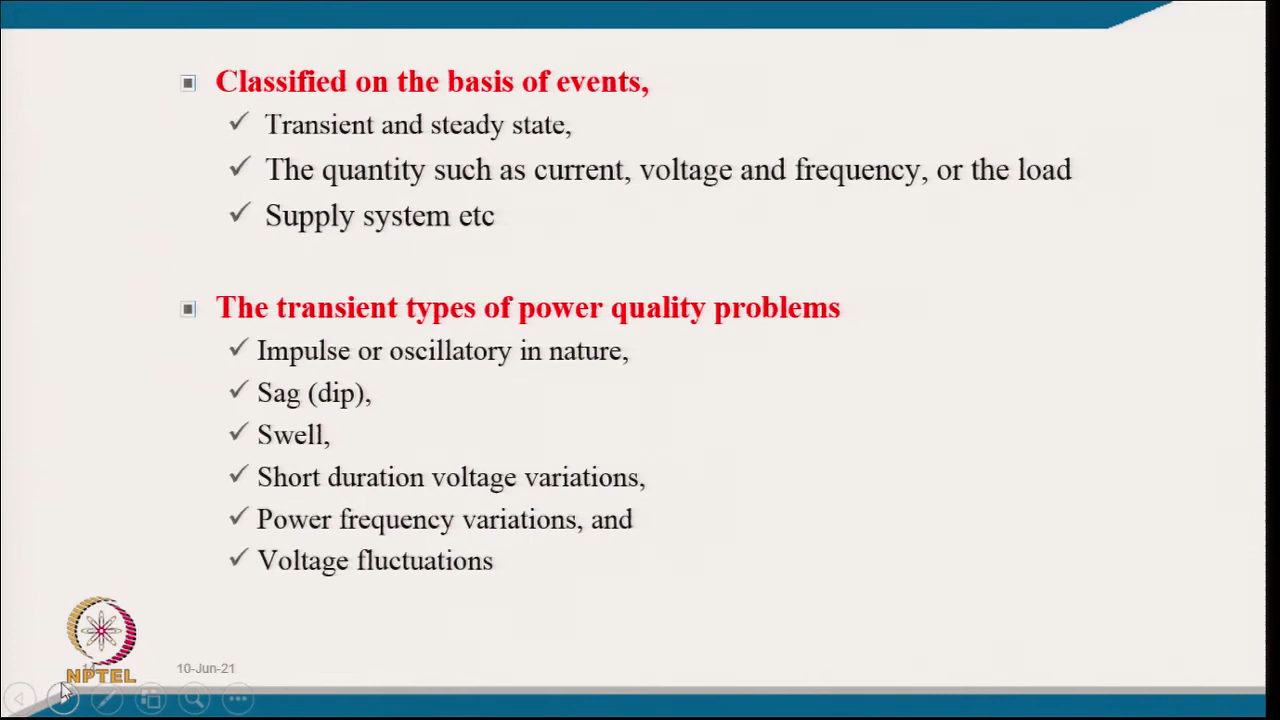 Classified on the basis of events,
Transient and steady state,
The quantity such as current, voltage and frequency, or the load
Supply system etc
The transient types of power quality problems
Impulse or oscillatory in nature,
Sag (dip),
Swell,
Short duration voltage variations,
Power frequency variations, and
Voltage fluctuations
NPTEL
10-Jun-21